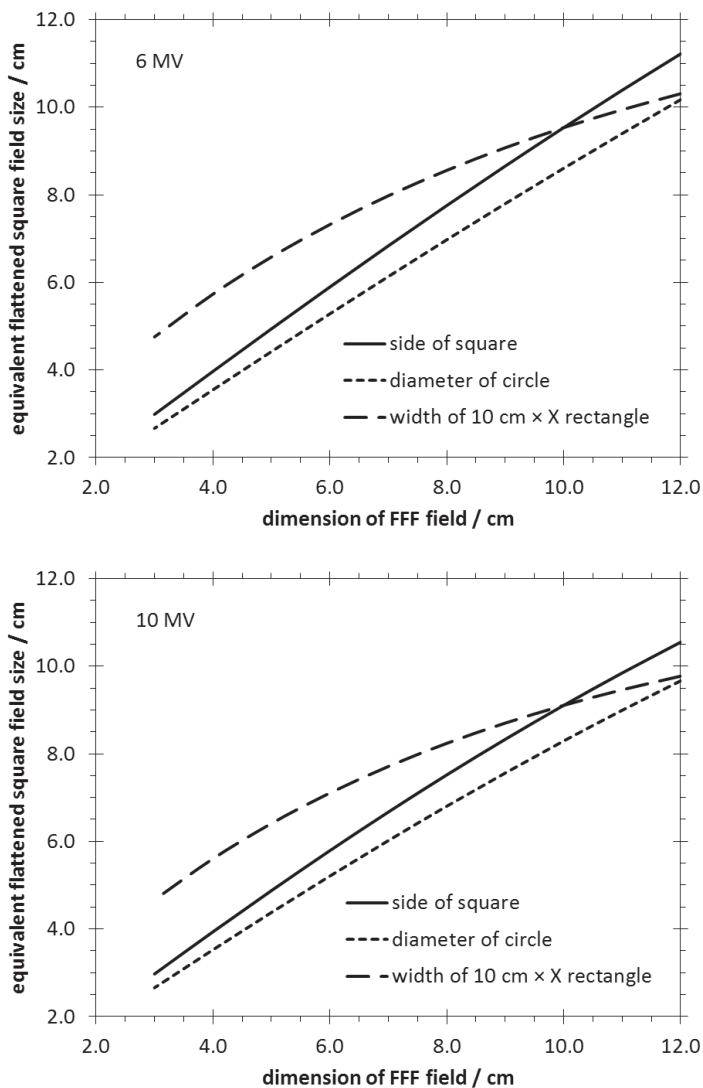 12.0
6 MV
10.0
8.0
6.0
4.0
2.0
equivalent flattened square field size / cm
side of square
diameter of circle
width of 10 cm × X rectangle
2.0 4.0 6.0 8.0 10.0 12.0
dimension of FFF field / cm
12.0
10 MV
10.0
8.0
6.0
4.0
2.0
equivalent flattened square field size / cm
side of square
diameter of circle
width of 10 cm × X rectangle
2.0 4.0 6.0 8.0 10.0 12.0
dimension of FFF field / cm